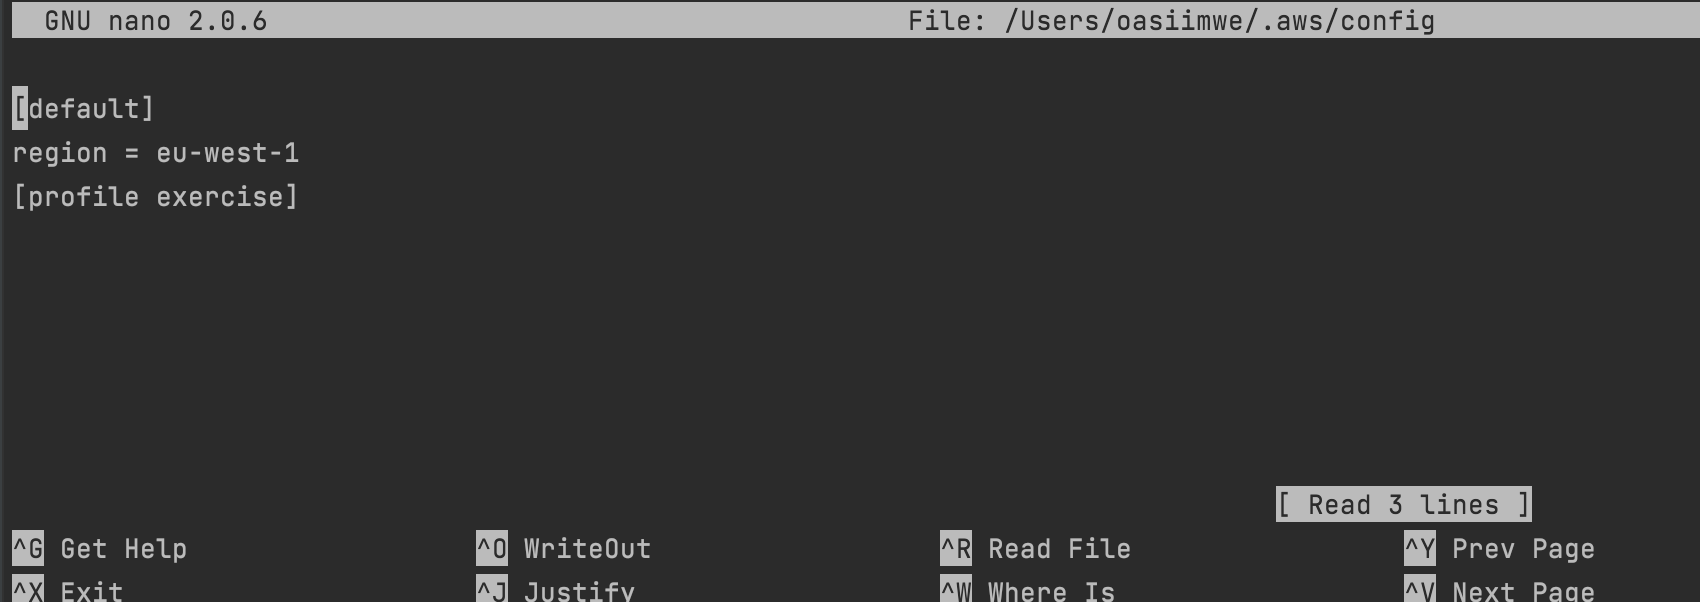 GNU nano 2.0.6 File: /Users/oasiimwe/.aws/config
[default]
region = eu-west-1
[profile exercise]
[ Read 3 lines ]
^G Get Help ^O WriteOut ^R Read File ^Y Prev Page
^X Exit ^J Justify ^W Where Is ^V Next Page